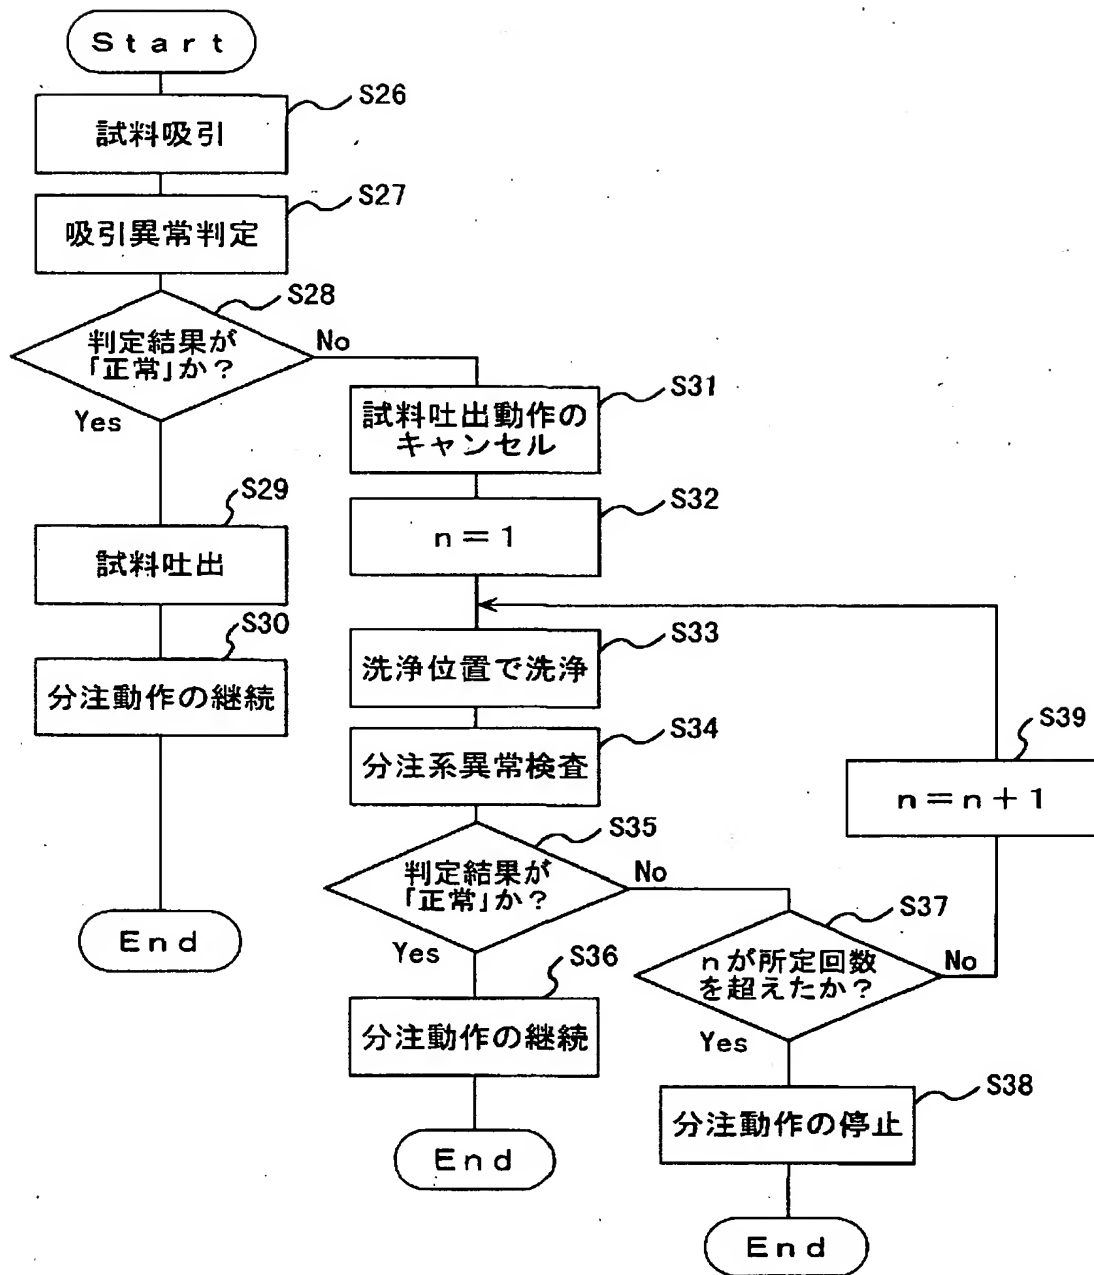 Start
S26
試料吸引
S27
吸引異常判定
S28
判定結果が
「正常」か?
No
Yes
S29
試料吐出
S30
分注動作の継続
End
S31
試料吐出動作の
キャンセル
S32
n=1
S33
洗浄位置で洗浄
S34
分注系異常検査
S35
判定結果が
「正常」か?
No
Yes
S36
分注動作の継続
End
S37
nが所定回数
を超えたか?
No
Yes
S39
n=n+1
S38
分注動作の停止
End